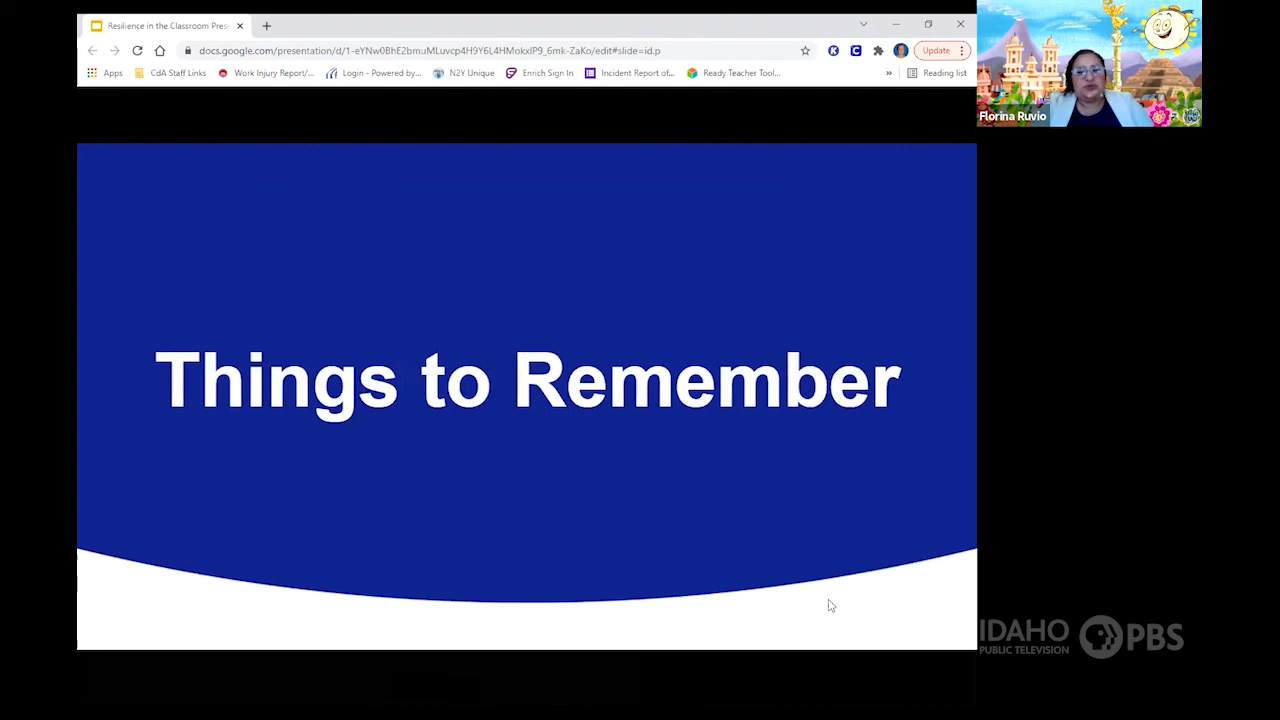 Resilience in the Classroom Pres
docs.google.com/presentation/d/1-eYNw0BhE2bmuMLuvcp4H9Y6L4HMokxIP9_6mk-ZaKo/edit#slide=id.p
Update
Apps
CdA Staff Links
Work Injury Report/...
Login - Powered by...
N2Y Unique
Enrich Sign In
Incident Report of...
Ready Teacher Tool...
»
Reading list
Florina Ruvio
Things to Remember
IDAHO
PUBLIC TELEVISION
PBS